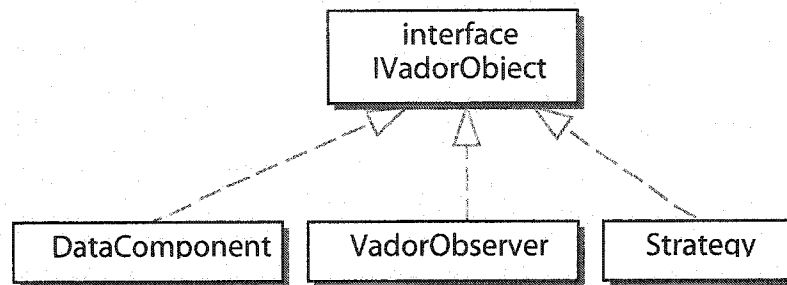 interface
IVadorObject
DataComponent
VadorObserver
Strategy